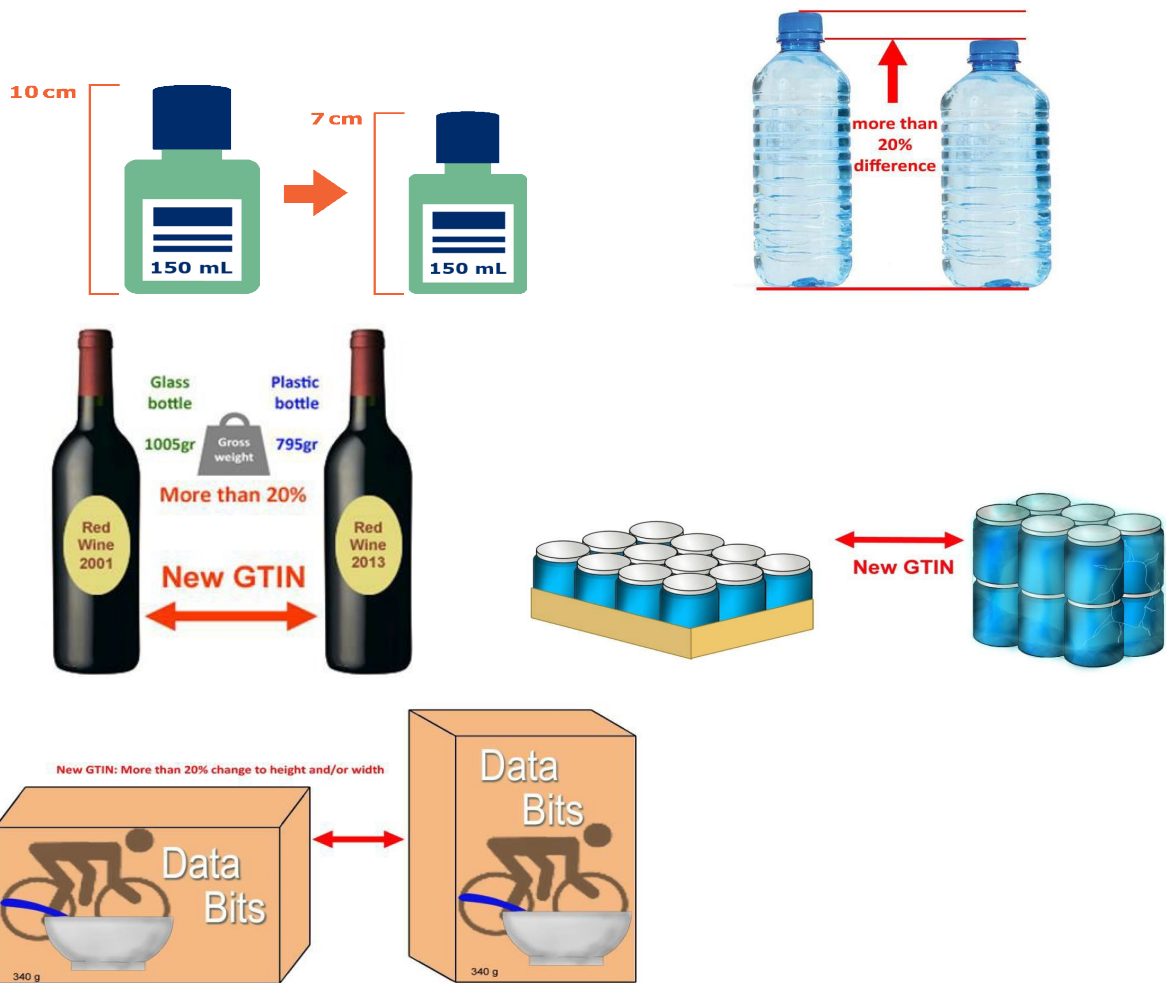 10 cm
7 cm
150 mL
150 mL
more than
20%
difference
Glass
bottle
Plastic
bottle
1005gr
Gross
weight
795gr
More than 20%
Red
Wine
2001
Red
Wine
2013
New GTIN
New GTIN
New GTIN: More than 20% change to height and/or width
Data
Bits
340 g
Data
Bits
340 g